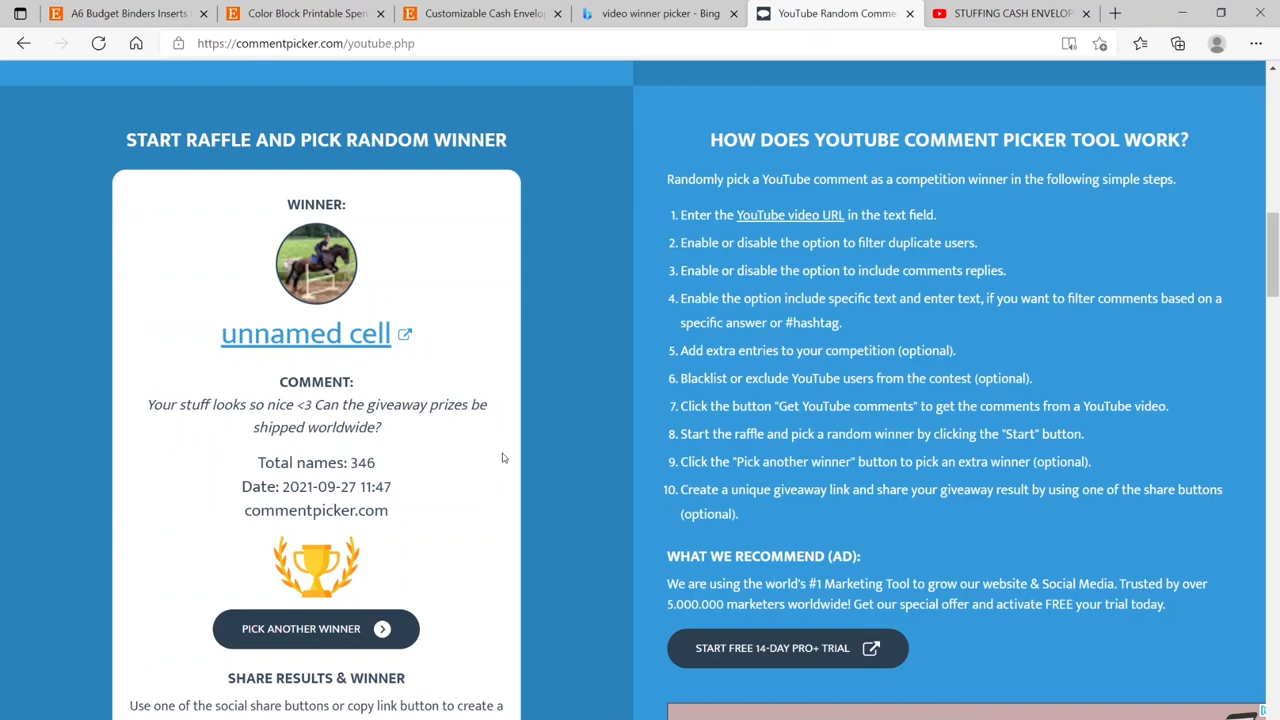 A6 Budget Binders Inserts
Color Block Printable Spen
Customizable Cash Envelo
video winner picker - Bing
YouTube Random Comme
STUFFING CASH ENVELOP
https://commentpicker.com/youtube.php
START RAFFLE AND PICK RANDOM WINNER
WINNER:
unnamed cell
COMMENT:
Your stuff looks so nice <3 Can the giveaway prizes be
shipped worldwide?
Total names: 346
Date: 2021-09-27 11:47
commentpicker.com
PICK ANOTHER WINNER
SHARE RESULTS & WINNER
Use one of the social share buttons or copy link button to create a
HOW DOES YOUTUBE COMMENT PICKER TOOL WORK?
Randomly pick a YouTube comment as a competition winner in the following simple steps.
1. Enter the YouTube video URL in the text field.
2. Enable or disable the option to filter duplicate users.
3. Enable or disable the option to include comments replies.
4. Enable the option include specific text and enter text, if you want to filter comments based on a
specific answer or #hashtag.
5. Add extra entries to your competition (optional).
6. Blacklist or exclude YouTube users from the contest (optional).
7. Click the button "Get YouTube comments" to get the comments from a YouTube video.
8. Start the raffle and pick a random winner by clicking the "Start" button.
9. Click the "Pick another winner" button to pick an extra winner (optional).
10. Create a unique giveaway link and share your giveaway result by using one of the share buttons
(optional).
WHAT WE RECOMMEND (AD):
We are using the world's #1 Marketing Tool to grow our website & Social Media. Trusted by over
5.000.000 marketers worldwide! Get our special offer and activate FREE your trial today.
START FREE 14-DAY PRO+ TRIAL